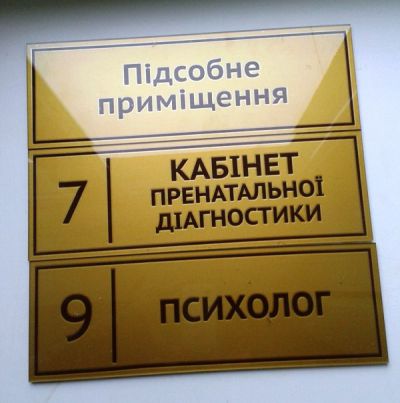 Підсобне
приміщення
7
КАБІНЕТ
ПРЕНАТАЛЬНОЇ
ДІАГНОСТИКИ
9
ПСИХОЛОГ